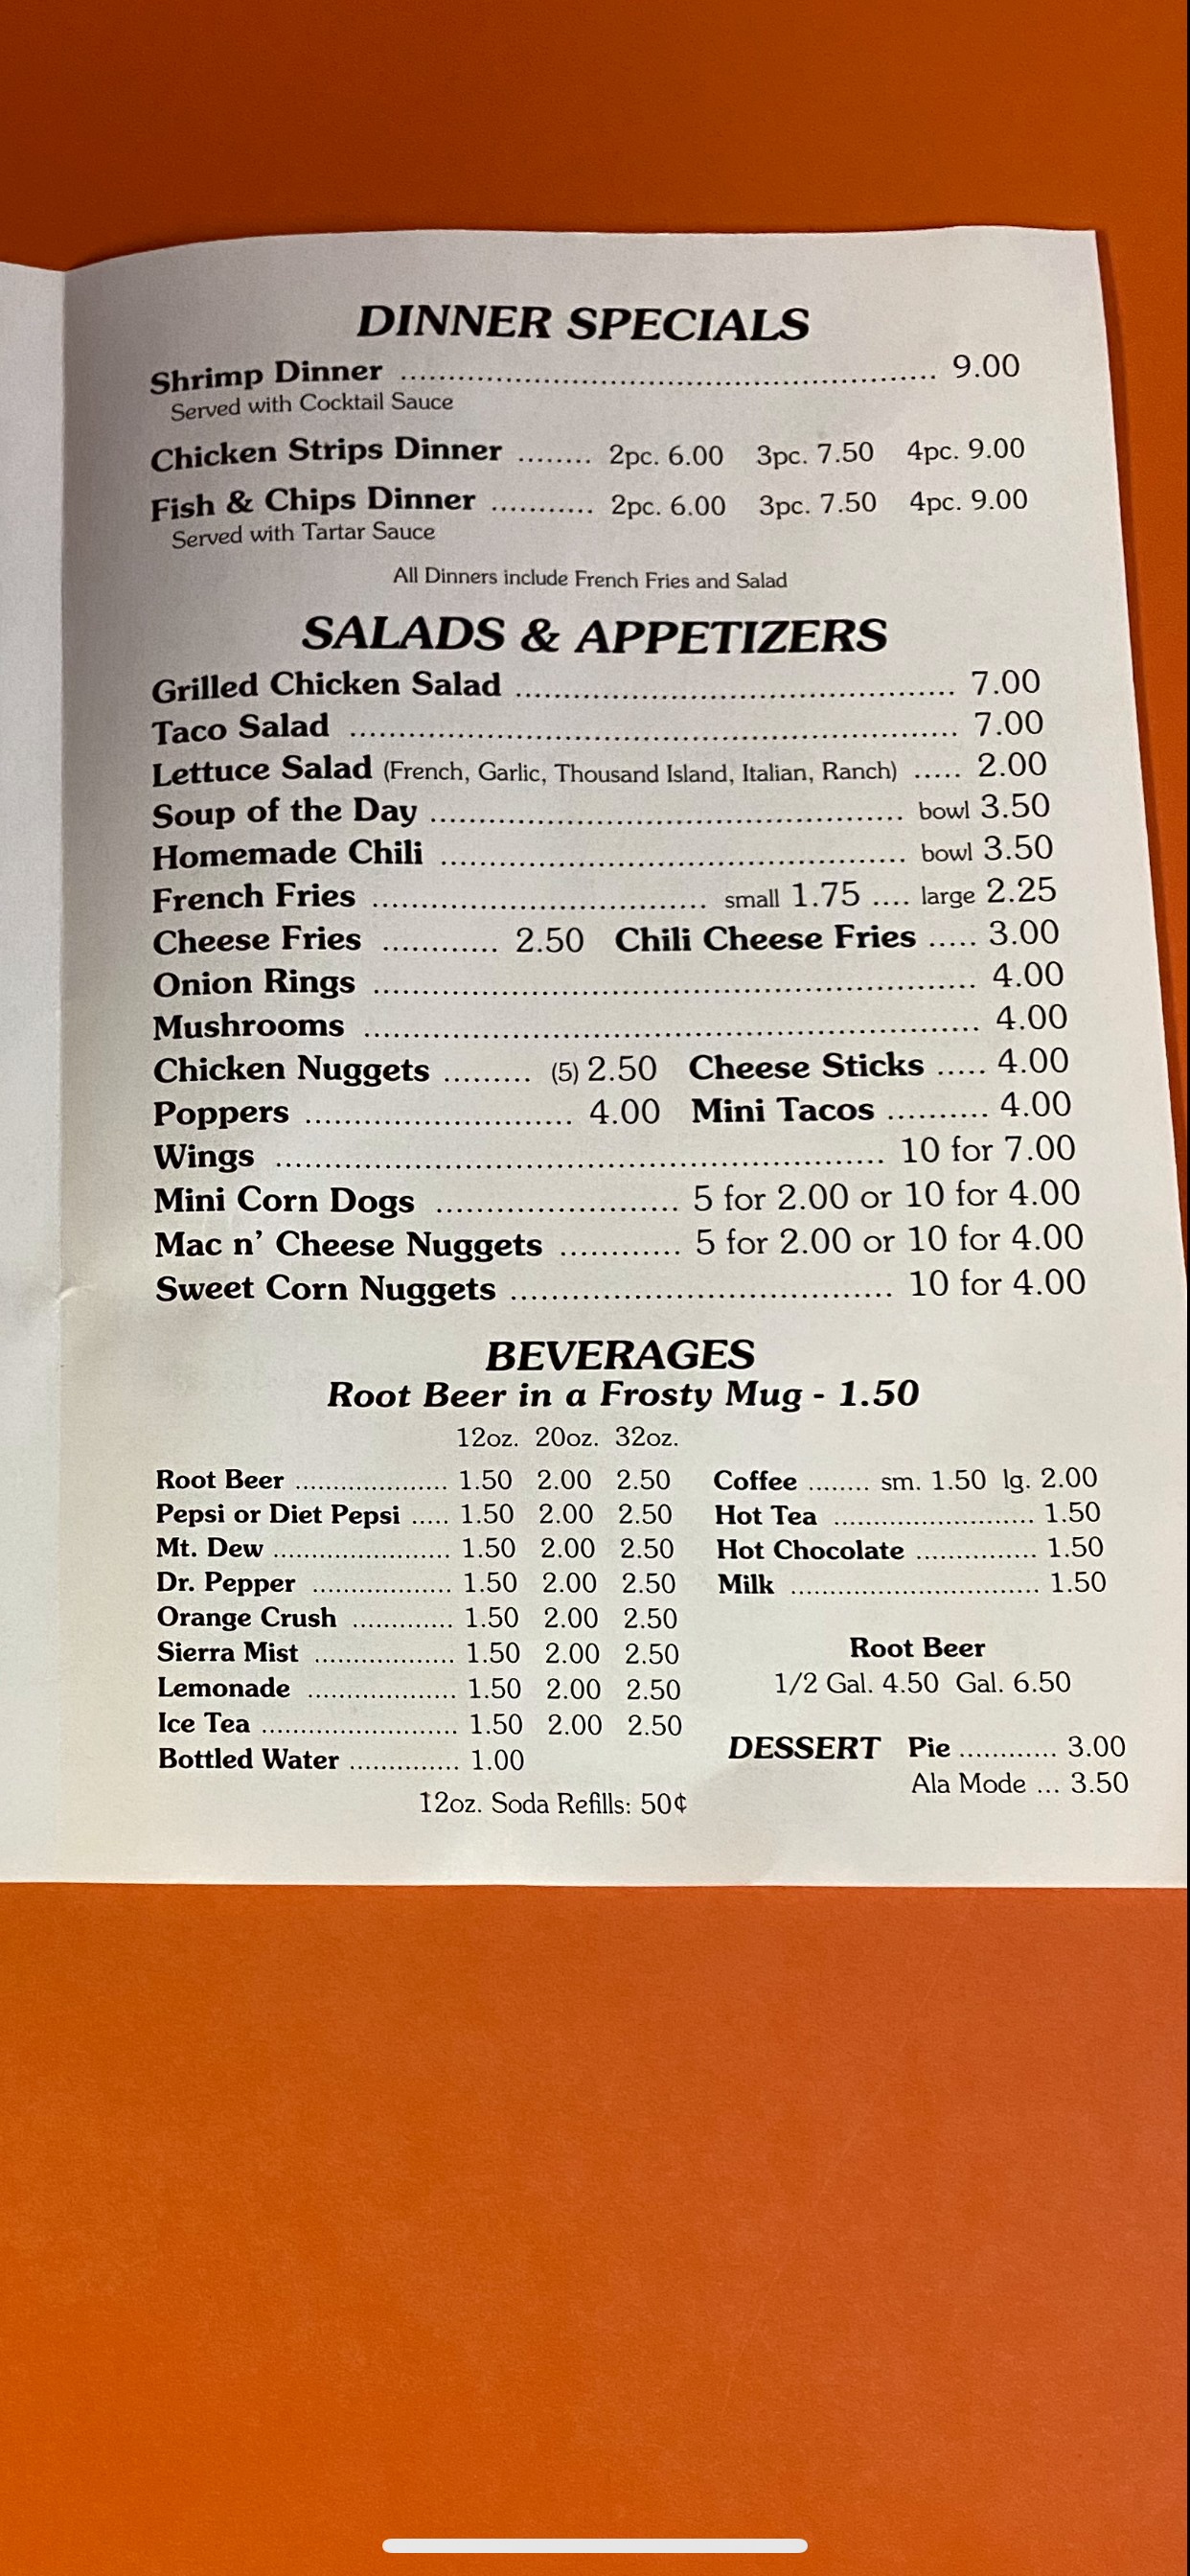 DINNER SPECIALS
Shrimp Dinner ........................................................ 9.00
Served with Cocktail Sauce
Chicken Strips Dinner ........ 2pc. 6.00 3pc. 7.50 4pc. 9.00
Fish & Chips Dinner ........... 2pc. 6.00 3pc. 7.50 4pc. 9.00
Served with Tartar Sauce
All Dinners include French Fries and Salad
SALADS & APPETIZERS
Grilled Chicken Salad ............................................. 7.00
Taco Salad .............................................................. 7.00
Lettuce Salad (French, Garlic, Thousand Island, Italian, Ranch) ..... 2.00
Soup of the Day ................................................ bowl 3.50
Homemade Chili ............................................... bowl 3.50
French Fries .................................. small 1.75 .... large 2.25
Cheese Fries ............ 2.50 Chili Cheese Fries ..... 3.00
Onion Rings ............................................................. 4.00
Mushrooms .............................................................. 4.00
Chicken Nuggets ......... (5) 2.50 Cheese Sticks ..... 4.00
Poppers ........................... 4.00 Mini Tacos .......... 4.00
Wings .............................................................. 10 for 7.00
Mini Corn Dogs ........................ 5 for 2.00 or 10 for 4.00
Mac n’ Cheese Nuggets ............ 5 for 2.00 or 10 for 4.00
Sweet Corn Nuggets ...................................... 10 for 4.00
BEVERAGES
Root Beer in a Frosty Mug - 1.50
12oz. 20oz. 32oz.
Root Beer .................... 1.50 2.00 2.50
Pepsi or Diet Pepsi ..... 1.50 2.00 2.50
Mt. Dew ....................... 1.50 2.00 2.50
Dr. Pepper .................. 1.50 2.00 2.50
Orange Crush ............. 1.50 2.00 2.50
Sierra Mist .................. 1.50 2.00 2.50
Lemonade .................... 1.50 2.00 2.50
Ice Tea .......................... 1.50 2.00 2.50
Bottled Water .............. 1.00
12oz. Soda Refills: 50¢
Coffee ........ sm. 1.50 lg. 2.00
Hot Tea .......................... 1.50
Hot Chocolate ............... 1.50
Milk ................................ 1.50
Root Beer
1/2 Gal. 4.50 Gal. 6.50
DESSERT Pie ............ 3.00
Ala Mode ... 3.50